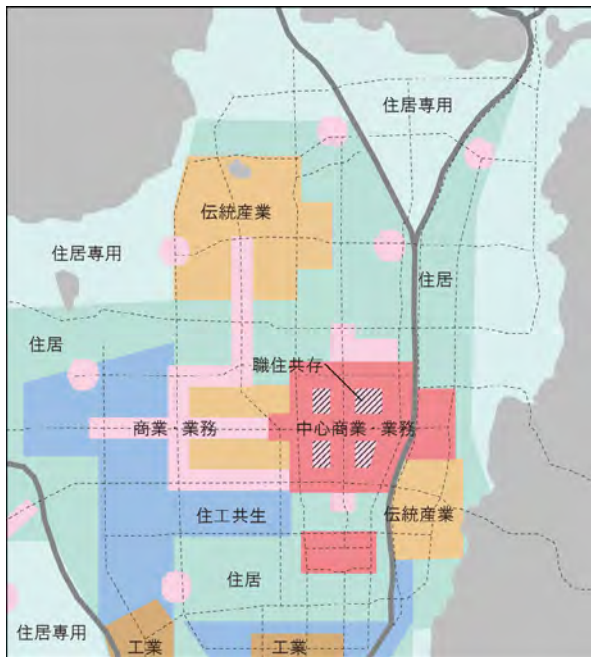 住居専用
伝統産業
住居専用
住居
住居
職住共存
商業・業務
中心商業・業務
住工共生
伝統産業
住居
住居専用
工業
工業